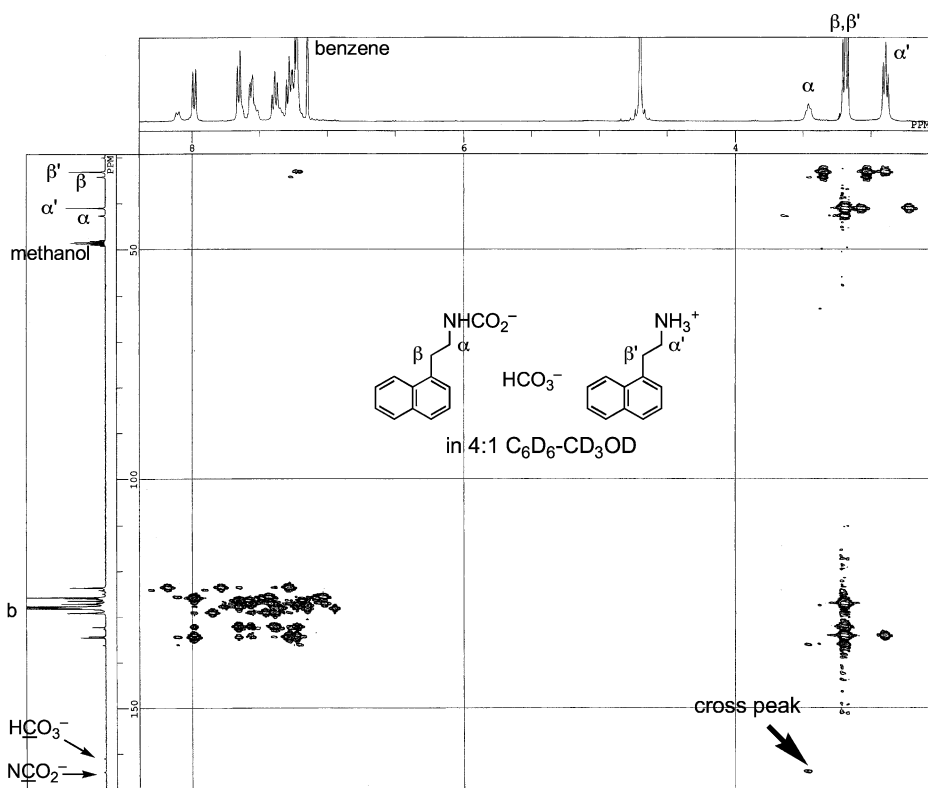 β,β'
benzene
α'
α
PPM
8
6
4
PPM
β'
β
α'
α
50
methanol
NHCO₂⁻
NH₃⁺
β
α
β'
α'
HCO₃⁻
in 4:1 C₆D₆-CD₃OD
100
b
150
cross peak
HCO₃⁻
NCO₂⁻